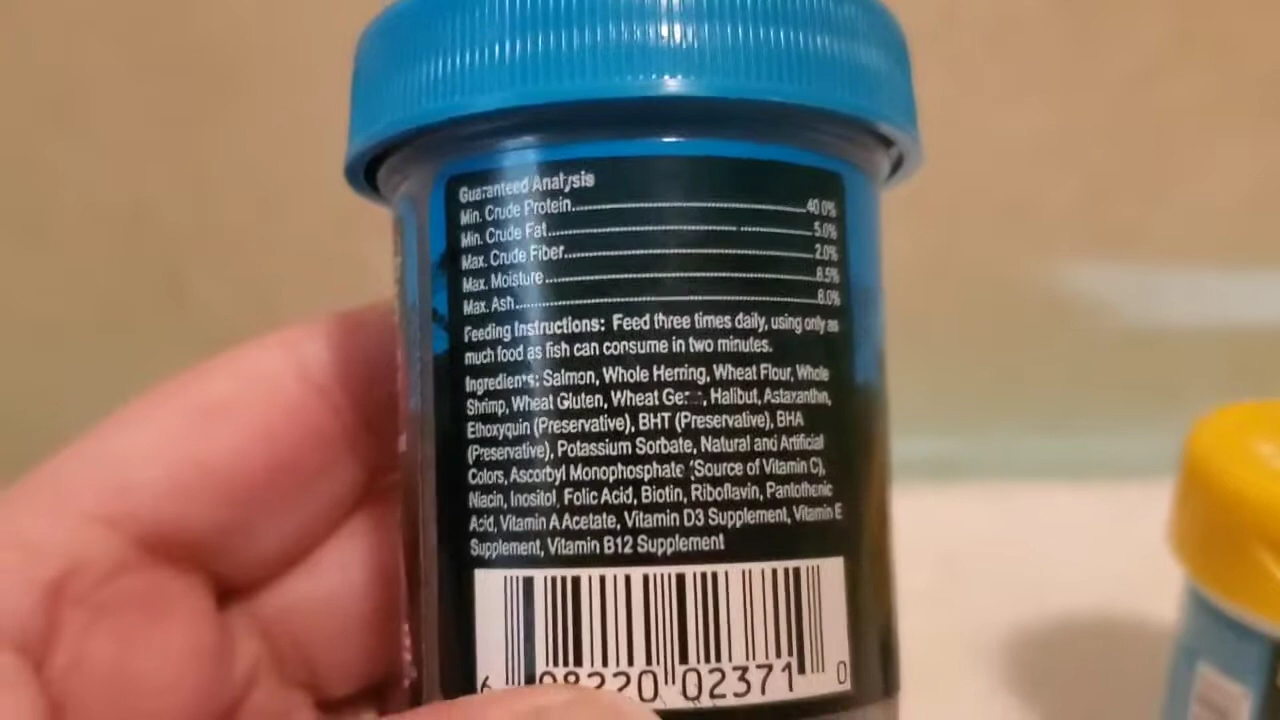 Guaranteed Analysis
Min. Crude Protein 40.0%
Min. Crude Fat 5.0%
Max. Crude Fiber 2.0%
Max. Moisture 8.5%
Max. Ash 8.0%
Feeding Instructions: Feed three times daily, using only as
much food as fish can consume in two minutes.
Ingredients: Salmon, Whole Herring, Wheat Flour, Whole
Shrimp, Wheat Gluten, Wheat Halibut, Astaxanthin,
Ethoxyquin (Preservative), BHT (Preservative), BHA
(Preservative), Potassium Sorbate, Natural and Artificial
Colors, Ascorbyl Monophosphate (Source of Vitamin C),
Niacin, Inositol, Folic Acid, Biotin, Riboflavin, Pantothenic
Acid, Vitamin A Acetate, Vitamin D3 Supplement, Vitamin E
Supplement, Vitamin B12 Supplement
6 98220 02371 0